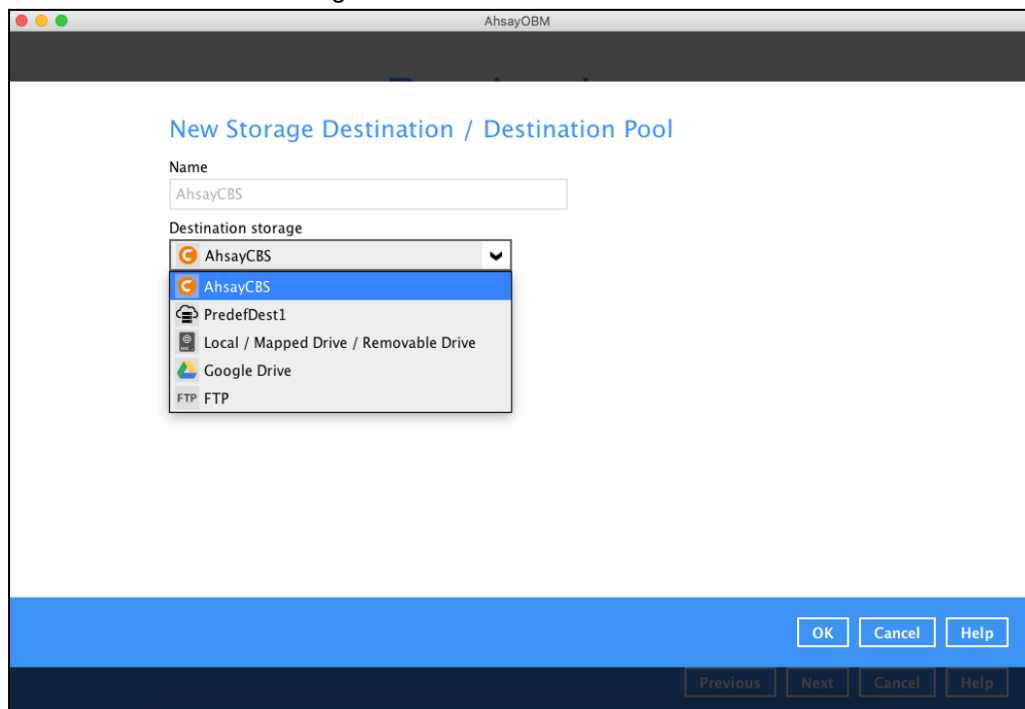 AhsayOBM
New Storage Destination / Destination Pool
Name
AhsayCBS
Destination storage
AhsayCBS
AhsayCBS
PredefDest1
Local / Mapped Drive / Removable Drive
Google Drive
FTP FTP
OK Cancel Help
Previous Next Cancel Help